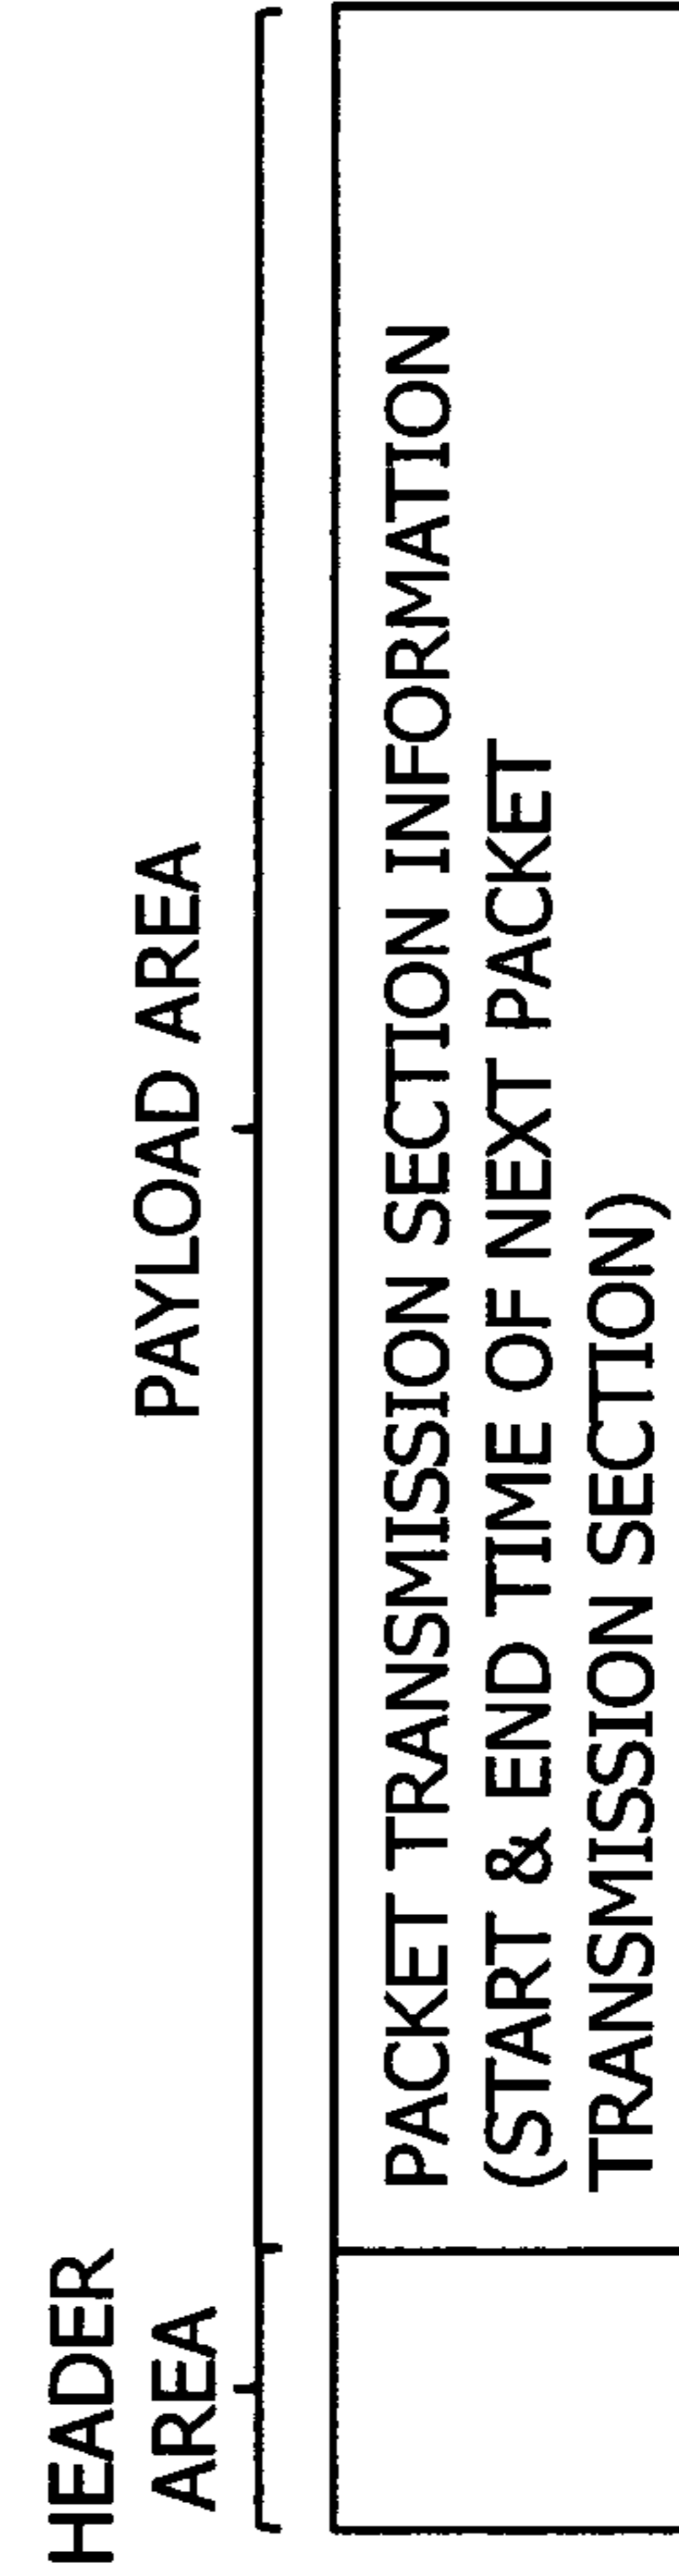 HEADER
AREA
PAYLOAD AREA
PACKET TRANSMISSION SECTION INFORMATION
(START & END TIME OF NEXT PACKET
TRANSMISSION SECTION)